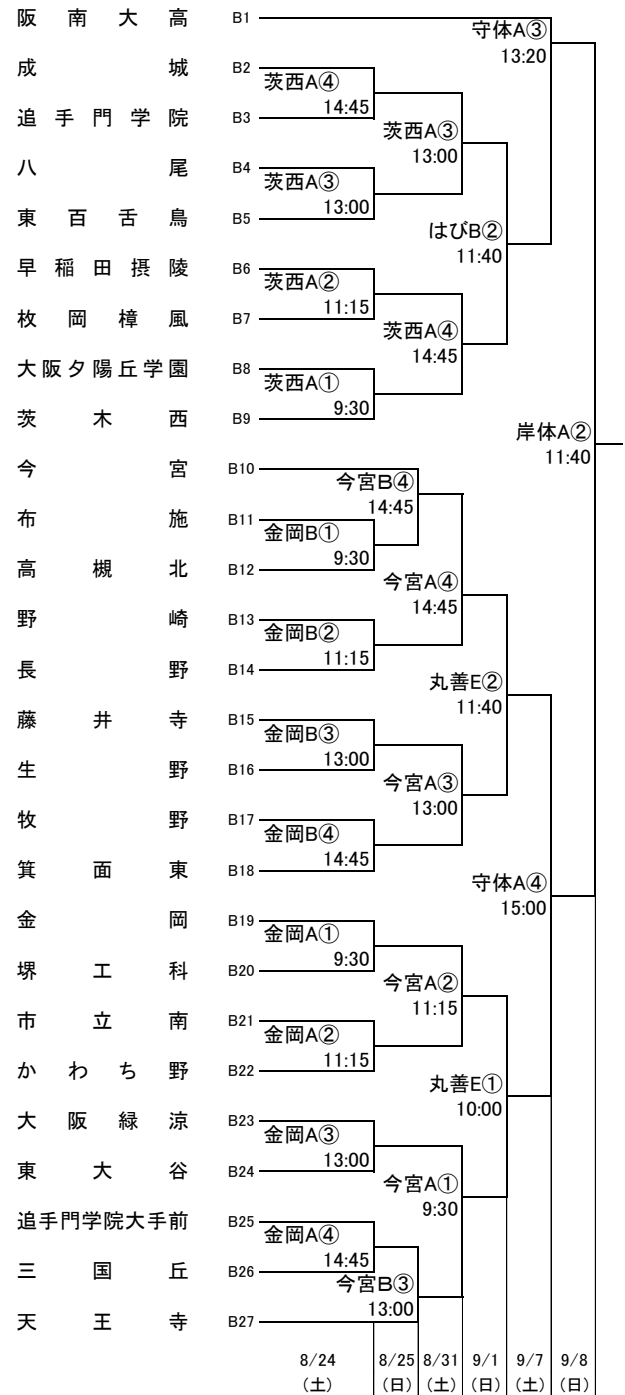 阪南大高 B1
守体A③
13:20
成城 B2
茨西A④
14:45
追手門学院 B3
茨西A③
13:00
八尾 B4
茨西A③
13:00
東百舌鳥 B5
はびB②
11:40
早稲田摂陵 B6
茨西A②
11:15
枚岡樟風 B7
茨西A④
14:45
大阪夕陽丘学園 B8
茨西A①
9:30
茨木西 B9
岸体A②
11:40
今宮 B10
今宮B④
14:45
布施 B11
金岡B①
9:30
高槻北 B12
今宮A④
14:45
野崎 B13
金岡B②
11:15
長野 B14
丸善E②
11:40
藤井寺 B15
金岡B③
13:00
生野 B16
今宮A③
13:00
牧野 B17
金岡B④
14:45
箕面東 B18
守体A④
15:00
金岡 B19
金岡A①
9:30
堺工科 B20
今宮A②
11:15
市立南 B21
金岡A②
11:15
かわち野 B22
丸善E①
10:00
大阪緑涼 B23
金岡A③
13:00
東大谷 B24
今宮A①
9:30
追手門学院大手前 B25
金岡A④
14:45
三国丘 B26
今宮B③
13:00
天王寺 B27
8/24 8/25 8/31 9/1 9/7 9/8
(土) (日) (土) (日) (土) (日)